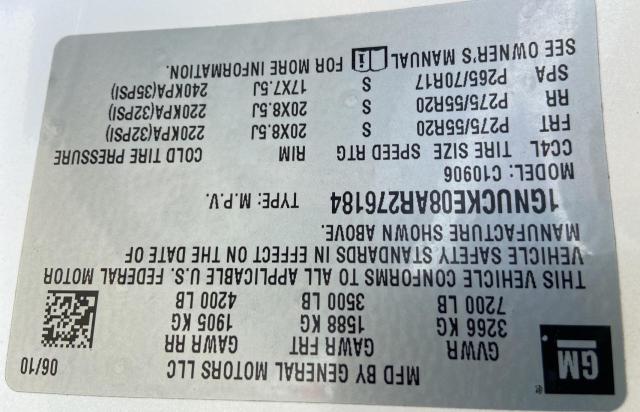 MFD BY GENERAL MOTORS LLC 06/10
GM
GVWR GAWR FRT GAWR RR
3266 KG 1588 KG 1905 KG
7200 LB 3500 LB 4200 LB
THIS VEHICLE CONFORMS TO ALL APPLICABLE U.S. FEDERAL MOTOR
VEHICLE SAFETY STANDARDS IN EFFECT ON THE DATE OF
MANUFACTURE SHOWN ABOVE.
1GNUCKE08AR276184 TYPE: M.P.V.
MODEL: C10906
CC4L TIRE SIZE SPEED RTG RIM COLD TIRE PRESSURE
FRT P275/55R20 S 20X8.5J 220KPA(32PSI)
RR P275/55R20 S 20X8.5J 220KPA(32PSI)
SPA P265/70R17 S 17X7.5J 240KPA(35PSI)
SEE OWNER'S MANUAL i FOR MORE INFORMATION.